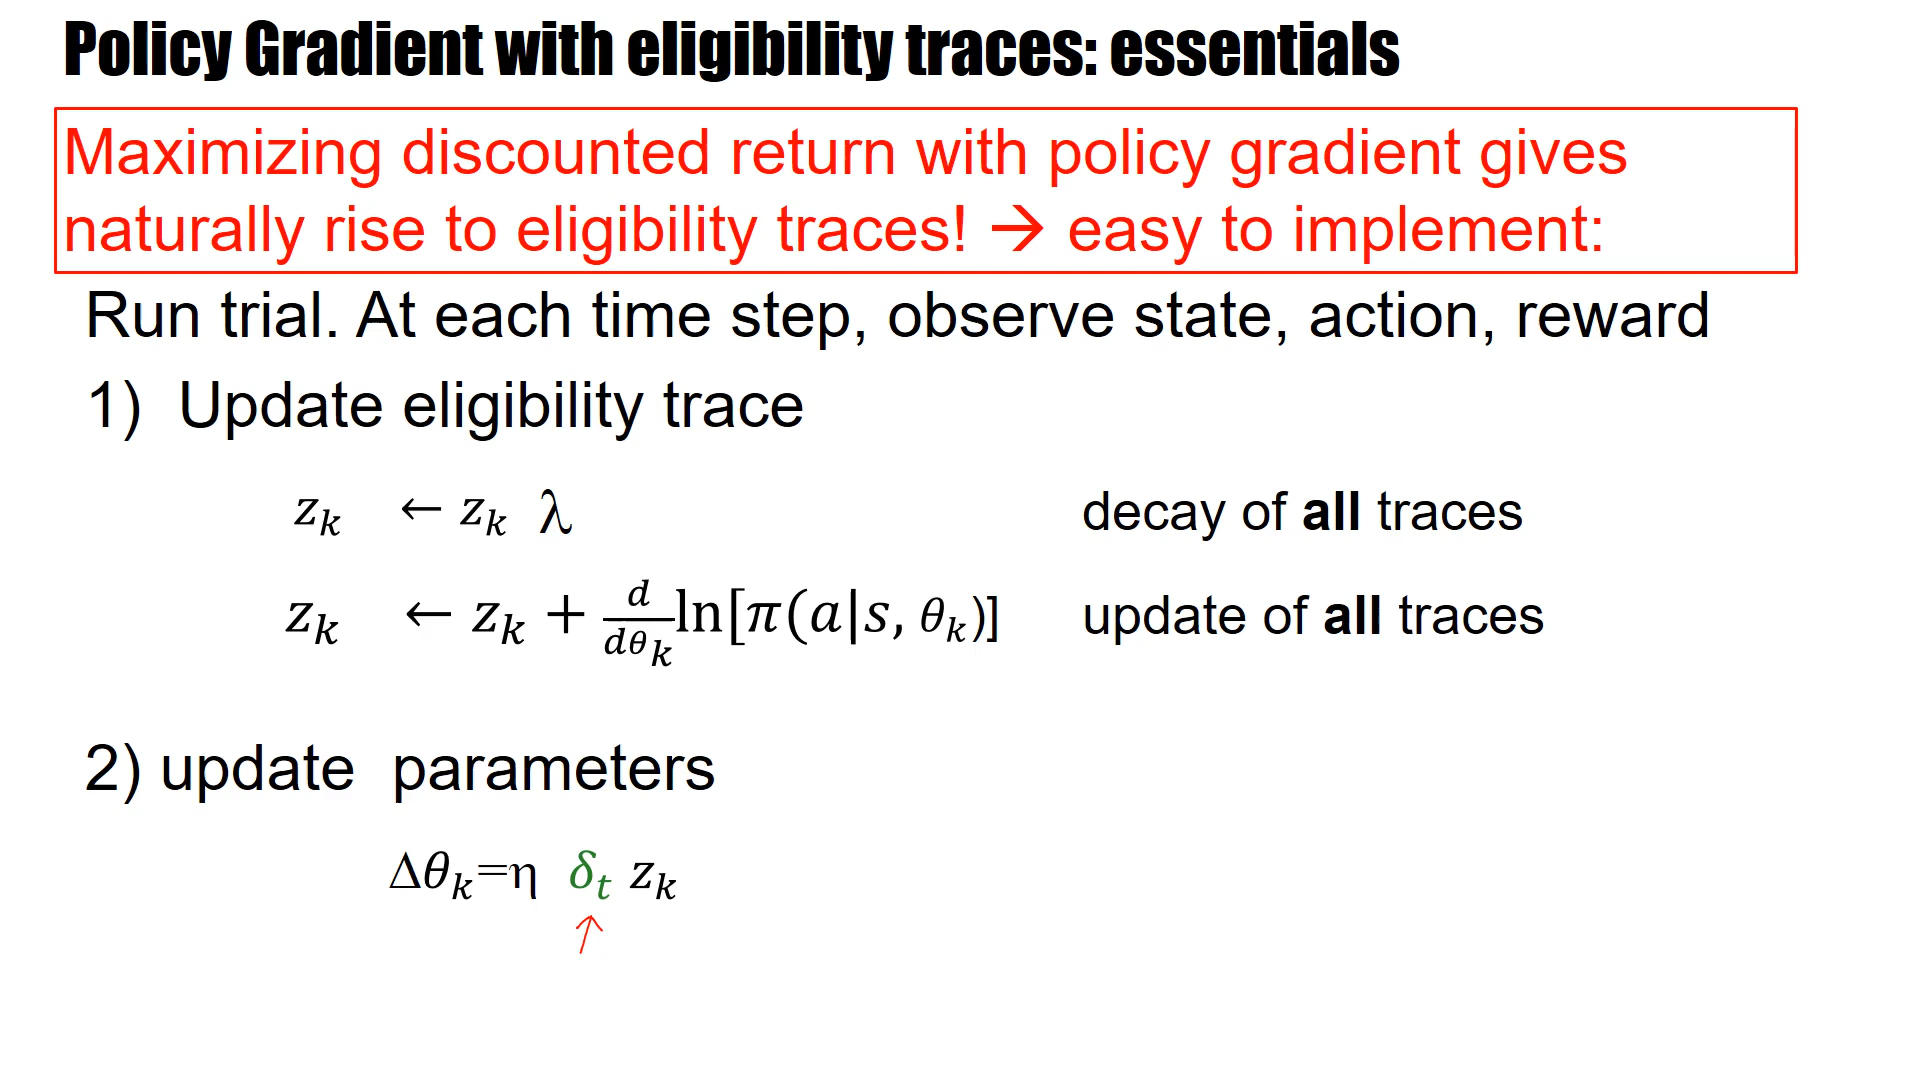 Policy Gradient with eligibility traces: essentials
Maximizing discounted return with policy gradient gives
naturally rise to eligibility traces! → easy to implement:
Run trial. At each time step, observe state, action, reward
1) Update eligibility trace
z_k ← z_k λ decay of all traces
z_k ← z_k + d/dθ_k ln[π(a|s, θ_k)] update of all traces
2) update parameters
Δθ_k=η δ_t z_k